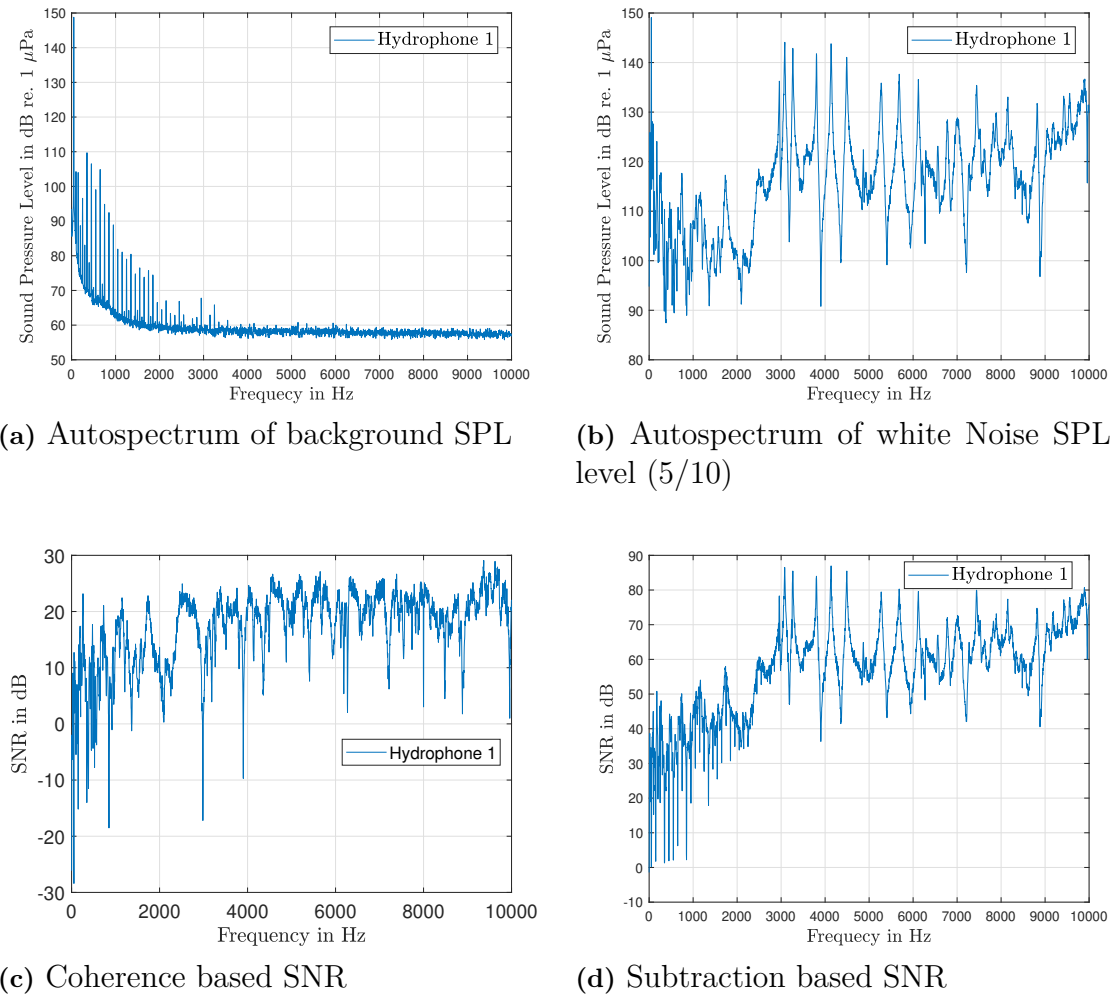 150
140
130
120
110
100
90
80
70
60
50
Sound Pressure Level in dB re. 1 μPa
Hydrophone 1
0 1000 2000 3000 4000 5000 6000 7000 8000 9000 10000
Frequecy in Hz
(a) Autospectrum of background SPL
150
140
130
120
110
100
90
80
Sound Pressure Level in dB re. 1 μPa
Hydrophone 1
0 1000 2000 3000 4000 5000 6000 7000 8000 9000 10000
Frequecy in Hz
(b) Autospectrum of white Noise SPL
level (5/10)
30
20
10
0
-10
-20
-30
SNR in dB
Hydrophone 1
0 2000 4000 6000 8000 10000
Frequency in Hz
(c) Coherence based SNR
90
80
70
60
50
40
30
20
10
0
-10
SNR in dB
Hydrophone 1
0 1000 2000 3000 4000 5000 6000 7000 8000 9000 10000
Frequecy in Hz
(d) Subtraction based SNR